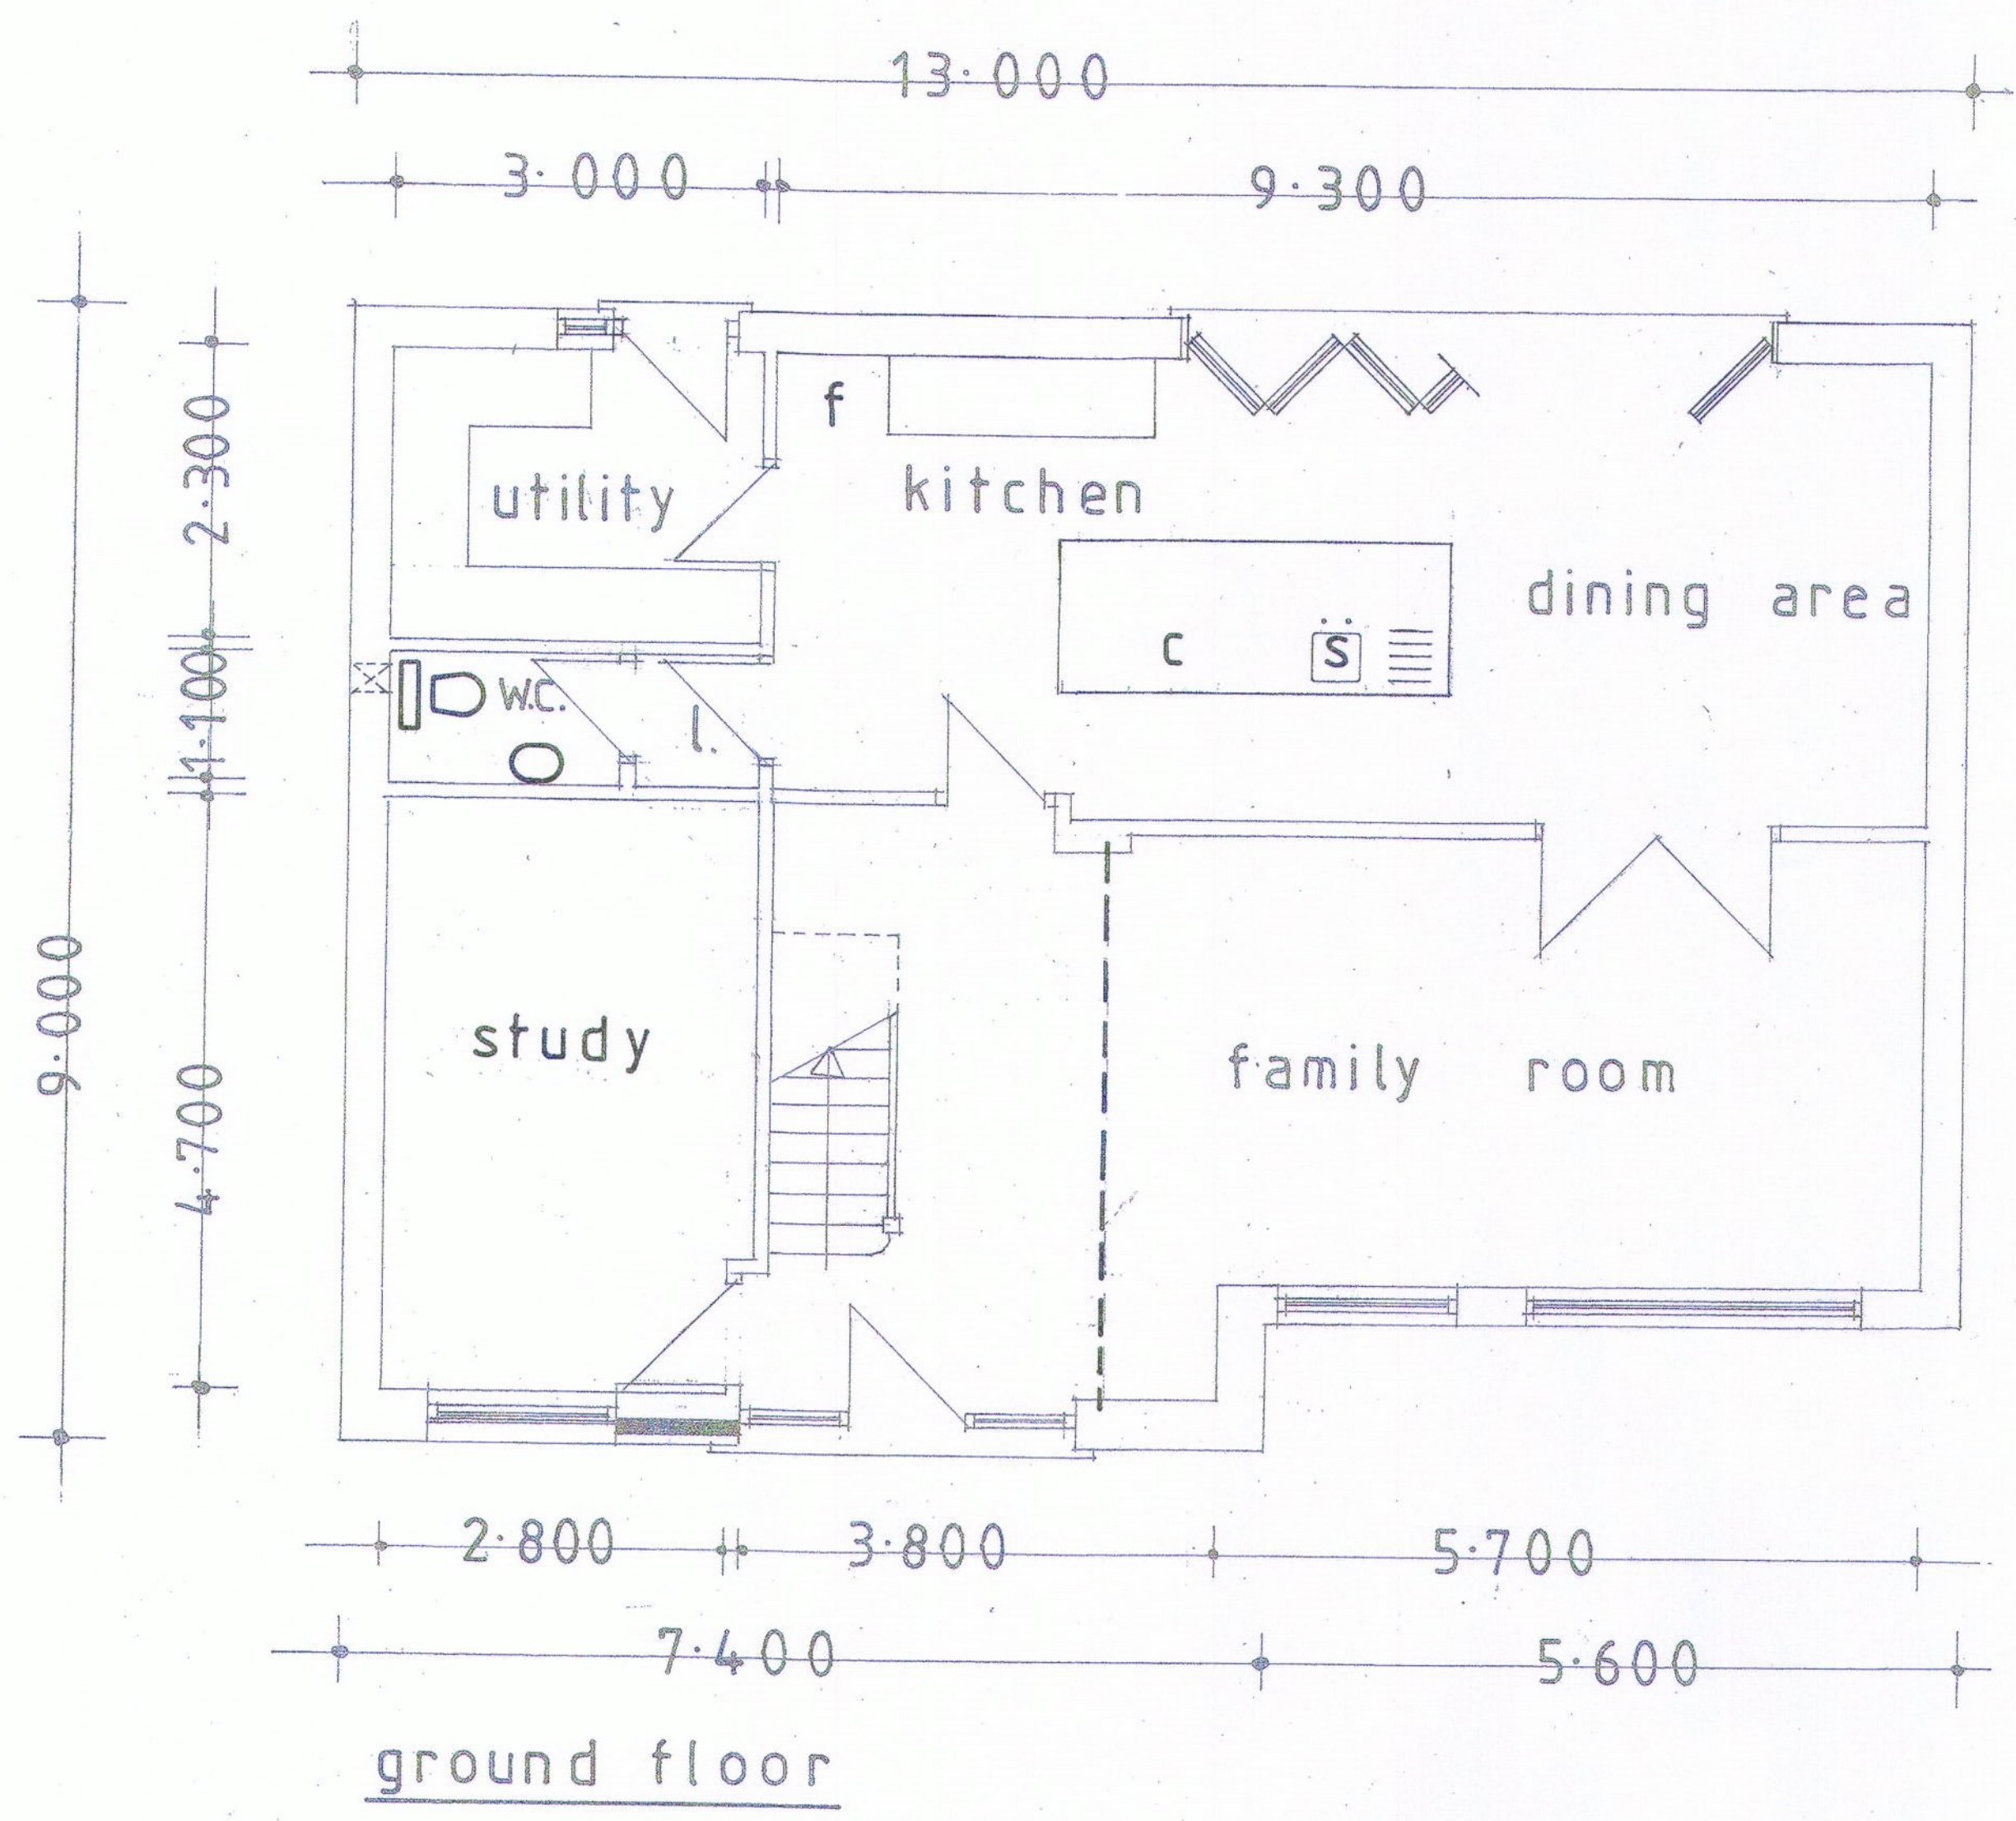 13.000
3.000
9.300
f
utility
kitchen
2.300
dining area
c
s
W.C.
l.
1.100
9.000
study
family room
4.700
2.800
3.800
5.700
7.400
5.600
ground floor